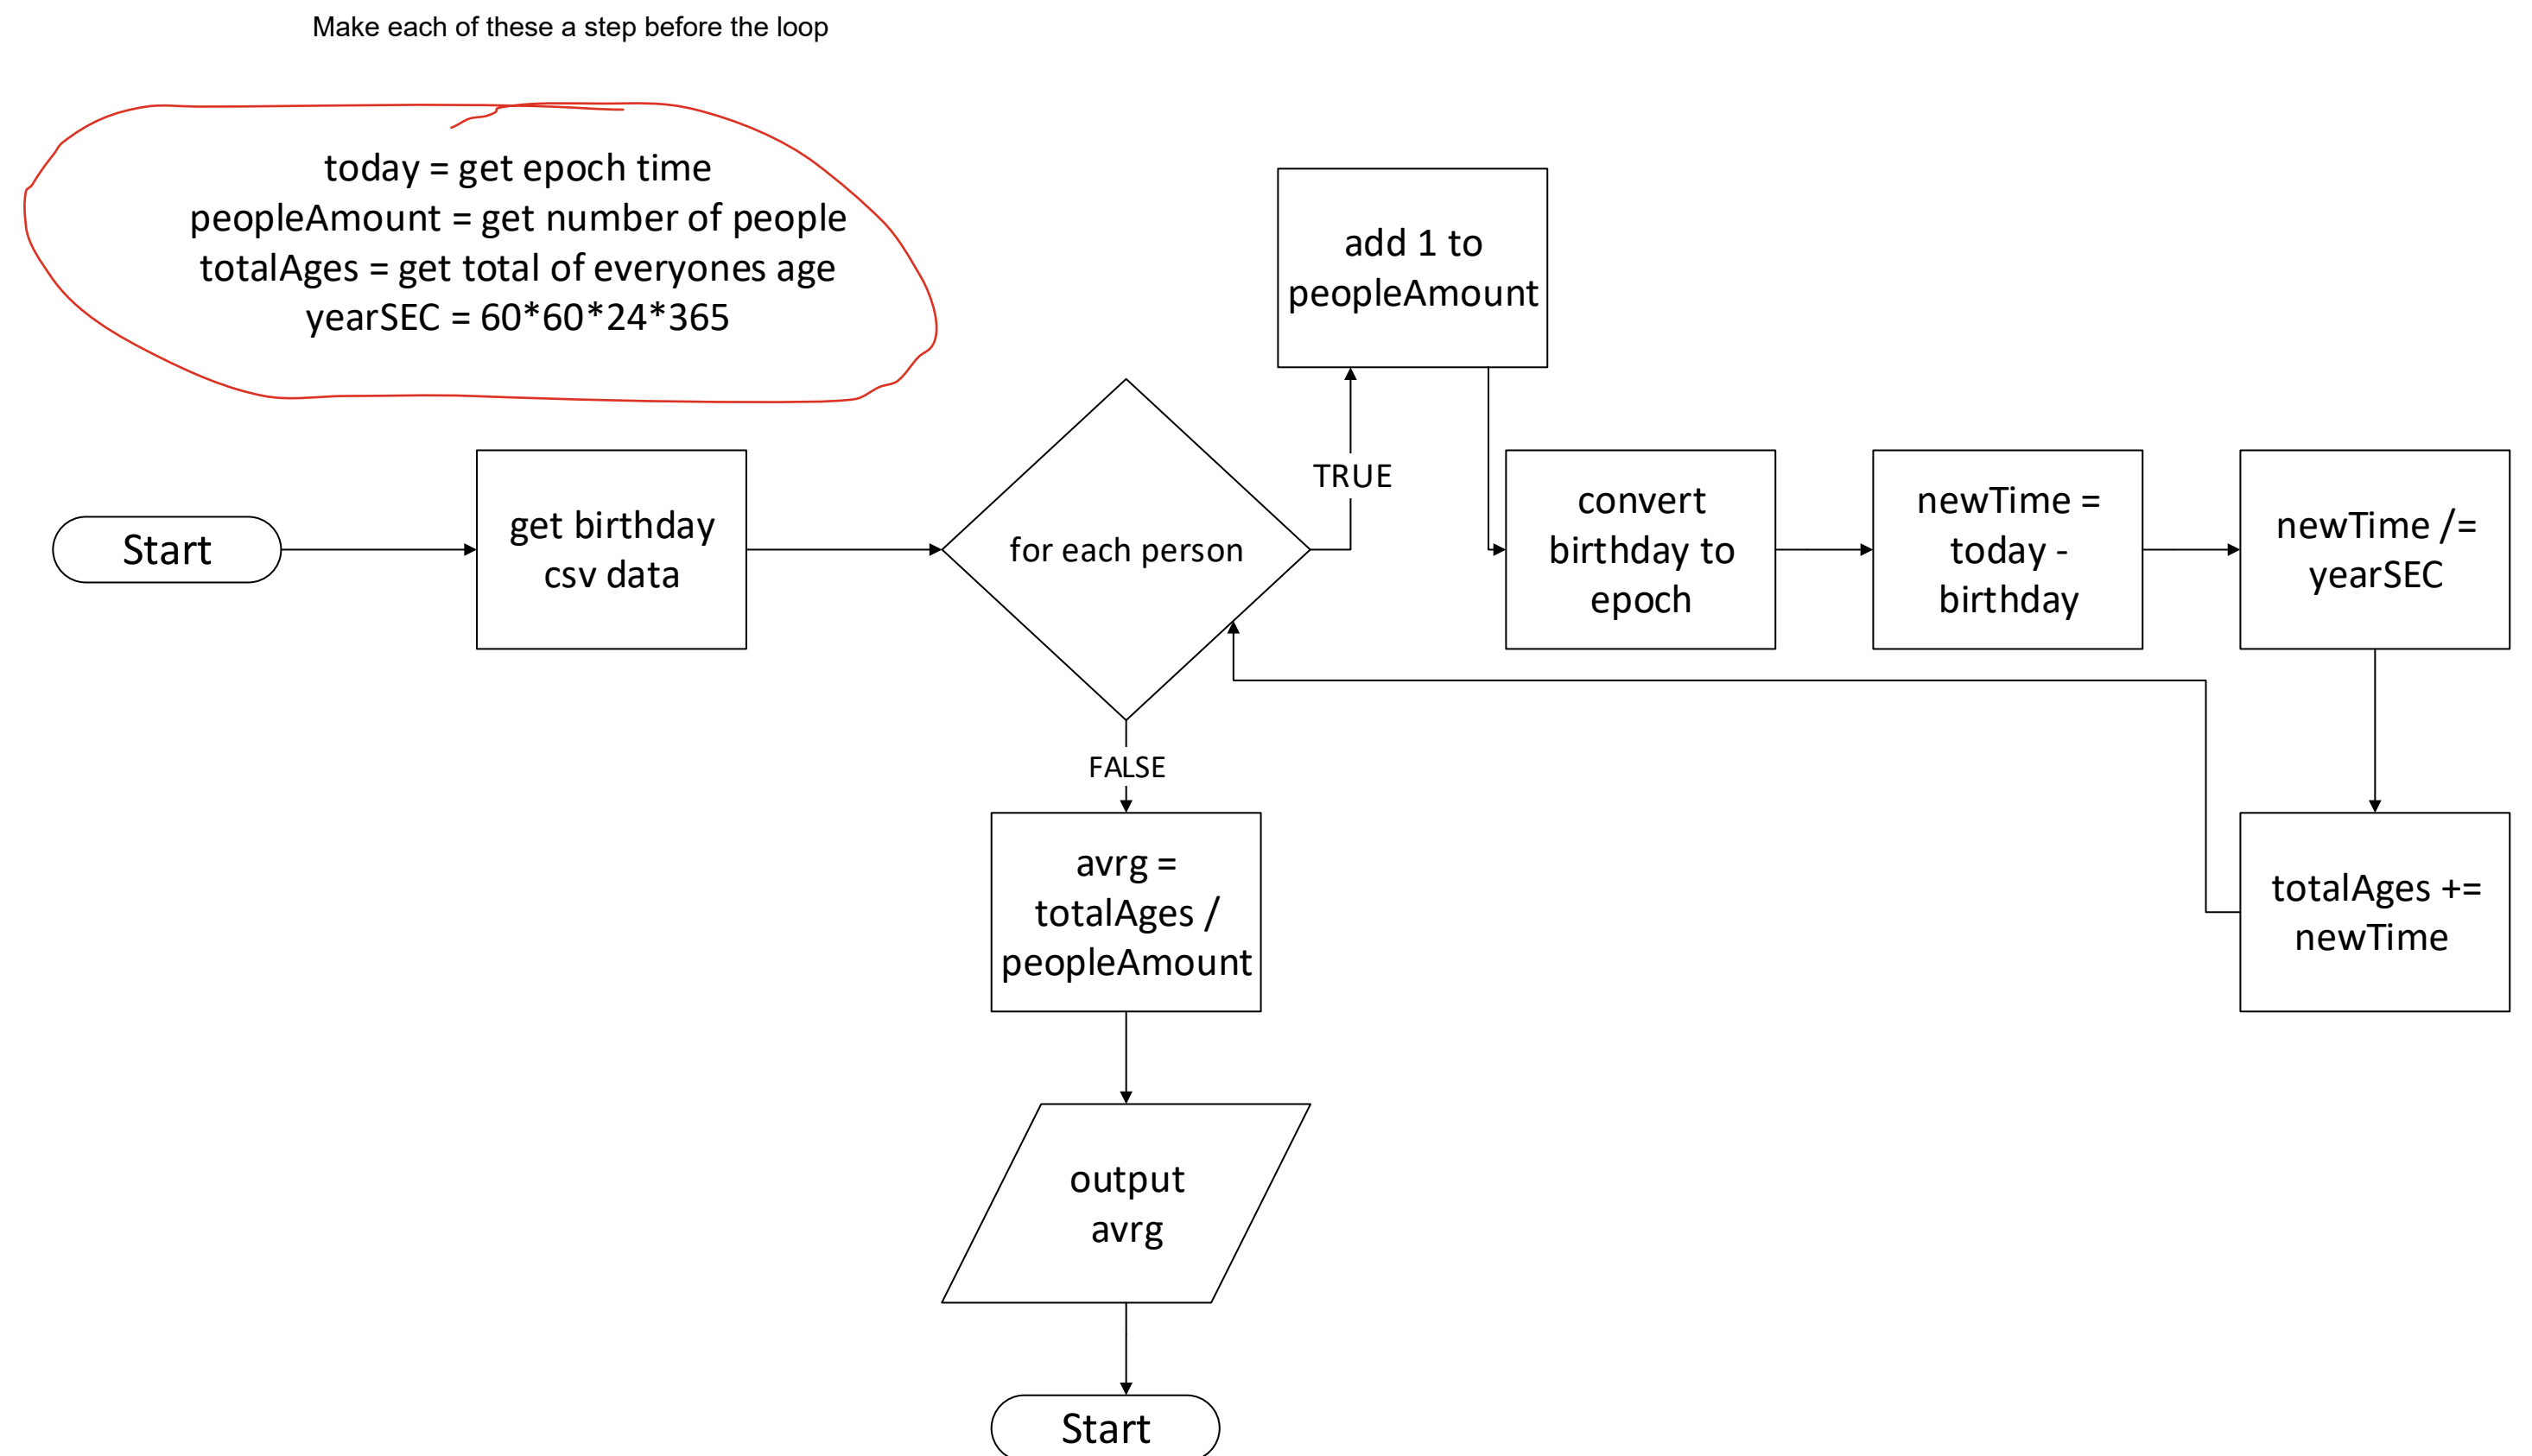 Make each of these a step before the loop
today = get epoch time
peopleAmount = get number of people
totalAges = get total of everyones age
yearSEC = 60*60*24*365
Start
get birthday
csv data
for each person
TRUE
add 1 to
peopleAmount
convert
birthday to
epoch
newTime =
today -
birthday
newTime /=
yearSEC
totalAges +=
newTime
FALSE
avrg =
totalAges /
peopleAmount
output
avrg
Start